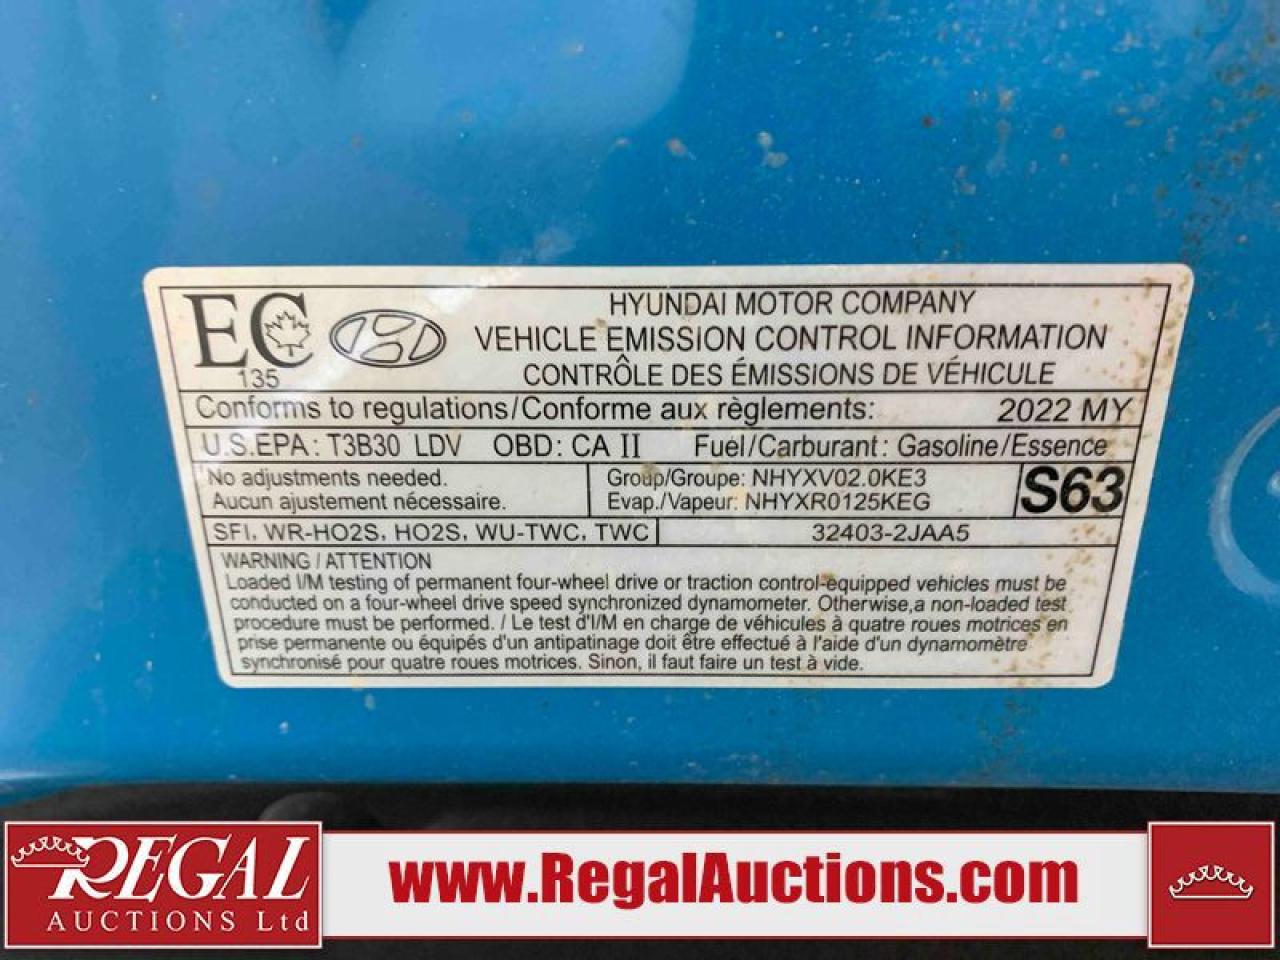 EC
135
HYUNDAI MOTOR COMPANY
VEHICLE EMISSION CONTROL INFORMATION
CONTRÔLE DES ÉMISSIONS DE VÉHICULE
Conforms to regulations/Conforme aux règlements: 2022 MY
U.S.EPA: T3B30 LDV OBD: CA II Fuel/Carburant: Gasoline/Essence
No adjustments needed.
Aucun ajustement nécessaire.
Group/Groupe: NHYXV02.0KE3
Evap./Vapeur: NHYXR0125KEG
S63
SFI, WR-HO2S, HO2S, WU-TWC, TWC
32403-2JAA5
WARNING / ATTENTION
Loaded I/M testing of permanent four-wheel drive or traction control-equipped vehicles must be
conducted on a four-wheel drive speed synchronized dynamometer. Otherwise,a non-loaded test
procedure must be performed. / Le test d'I/M en charge de véhicules à quatre roues motrices en
prise permanente ou équipés d'un antipatinage doit être effectué à l'aide d'un dynamomètre
synchronisé pour quatre roues motrices. Sinon, il faut faire un test à vide.
REGAL
AUCTIONS Ltd
www.RegalAuctions.com